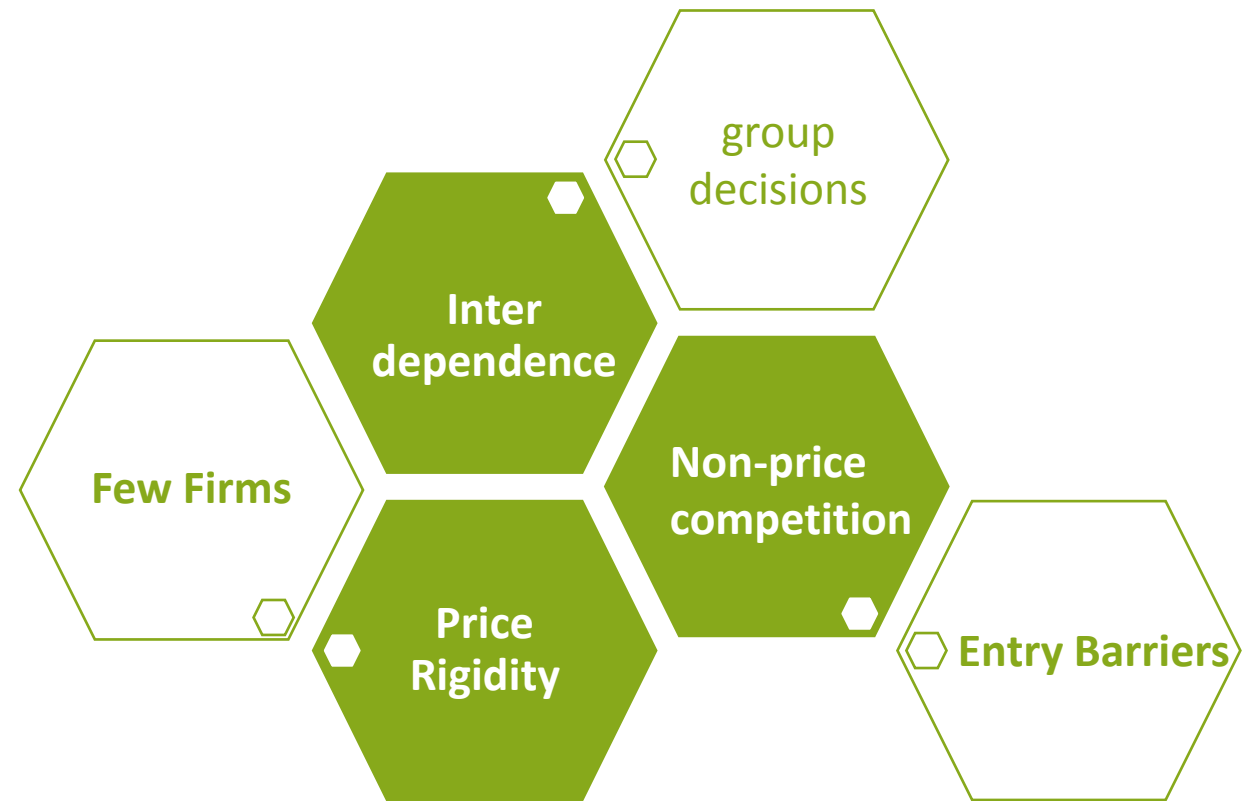 group
decisions
Inter
dependence
Few Firms
Non-price
competition
Price
Rigidity
Entry Barriers